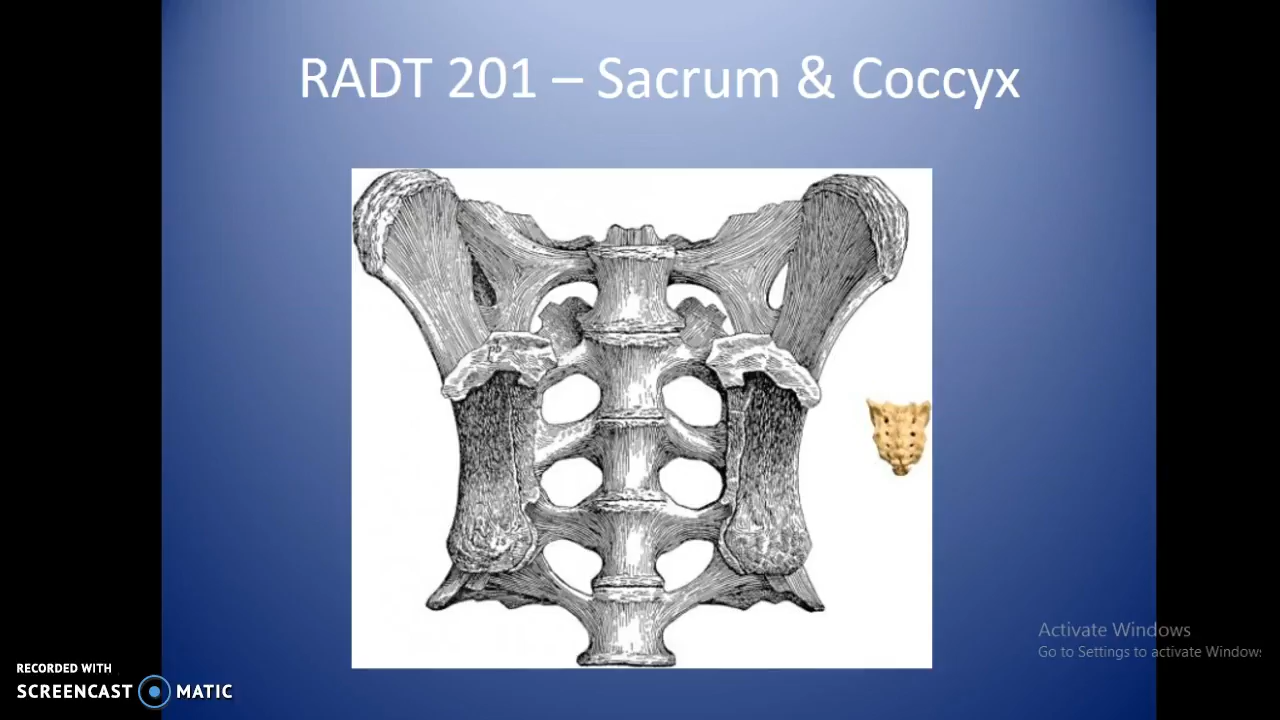 RADT 201 – Sacrum & Coccyx
Activate Windows
Go to Settings to activate Windows
RECORDED WITH
SCREENCAST MATIC